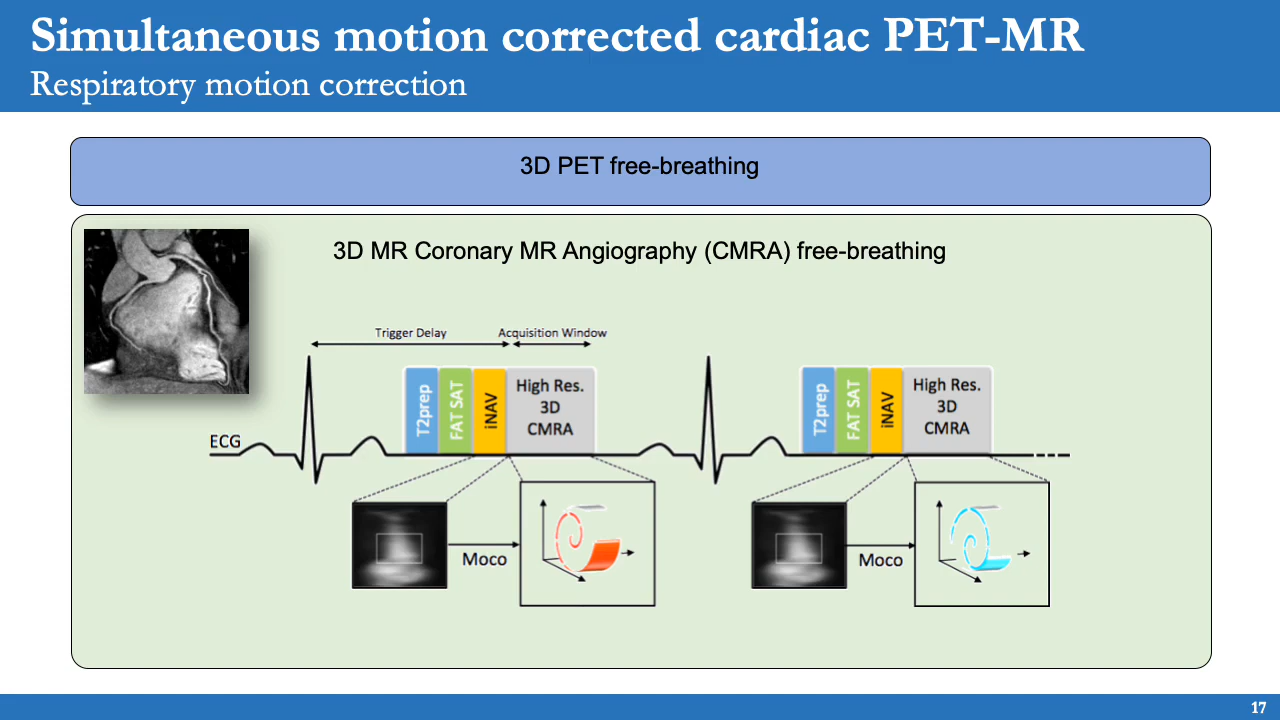 Simultaneous motion corrected cardiac PET-MR
Respiratory motion correction
3D PET free-breathing
3D MR Coronary MR Angiography (CMRA) free-breathing
Trigger Delay
Acquisition Window
ECG
T2prep
FAT SAT
iNAV
High Res.
3D
CMRA
T2prep
FAT SAT
iNAV
High Res.
3D
CMRA
Moco
Moco
17